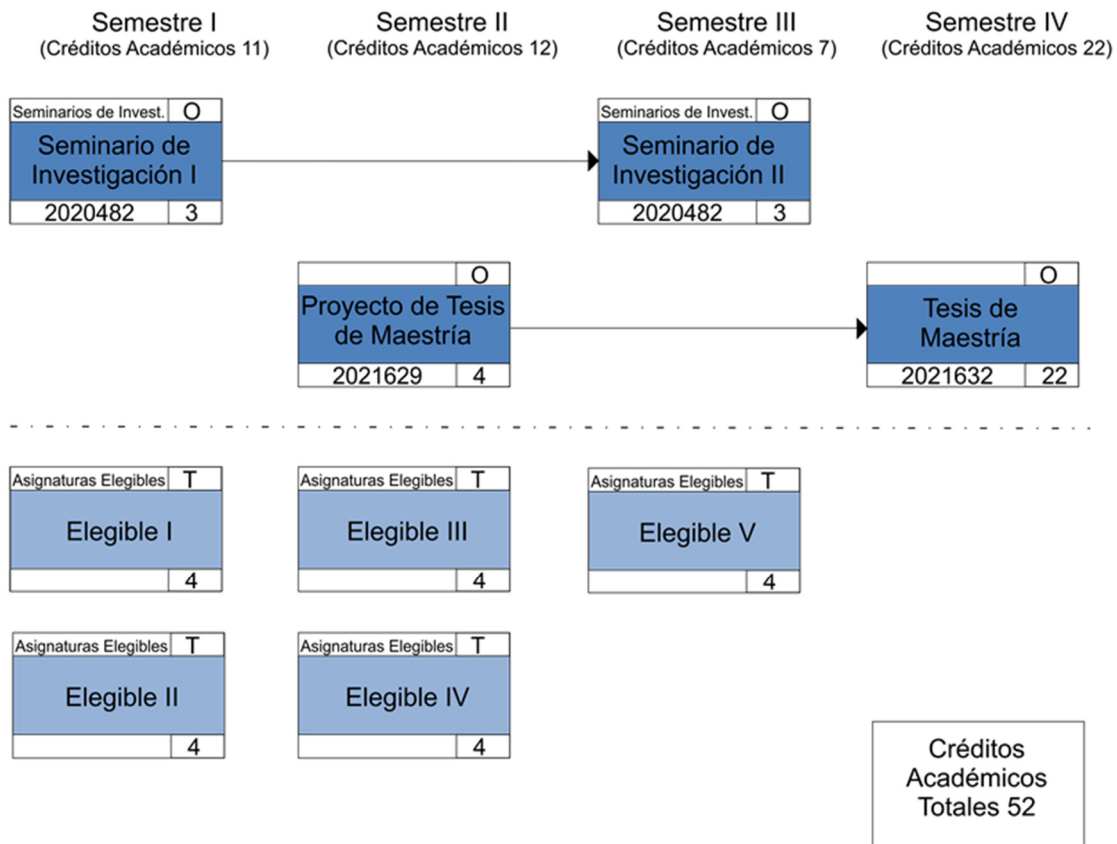 Semestre I
(Créditos Académicos 11)
Semestre II
(Créditos Académicos 12)
Semestre III
(Créditos Académicos 7)
Semestre IV
(Créditos Académicos 22)
Seminarios de Invest. O
Seminario de
Investigación I
2020482 3
Seminarios de Invest. O
Seminario de
Investigación II
2020482 3
O
Proyecto de Tesis
de Maestría
2021629 4
O
Tesis de
Maestría
2021632 22
Asignaturas Elegibles T
Elegible I
4
Asignaturas Elegibles T
Elegible III
4
Asignaturas Elegibles T
Elegible V
4
Asignaturas Elegibles T
Elegible II
4
Asignaturas Elegibles T
Elegible IV
4
Créditos
Académicos
Totales 52